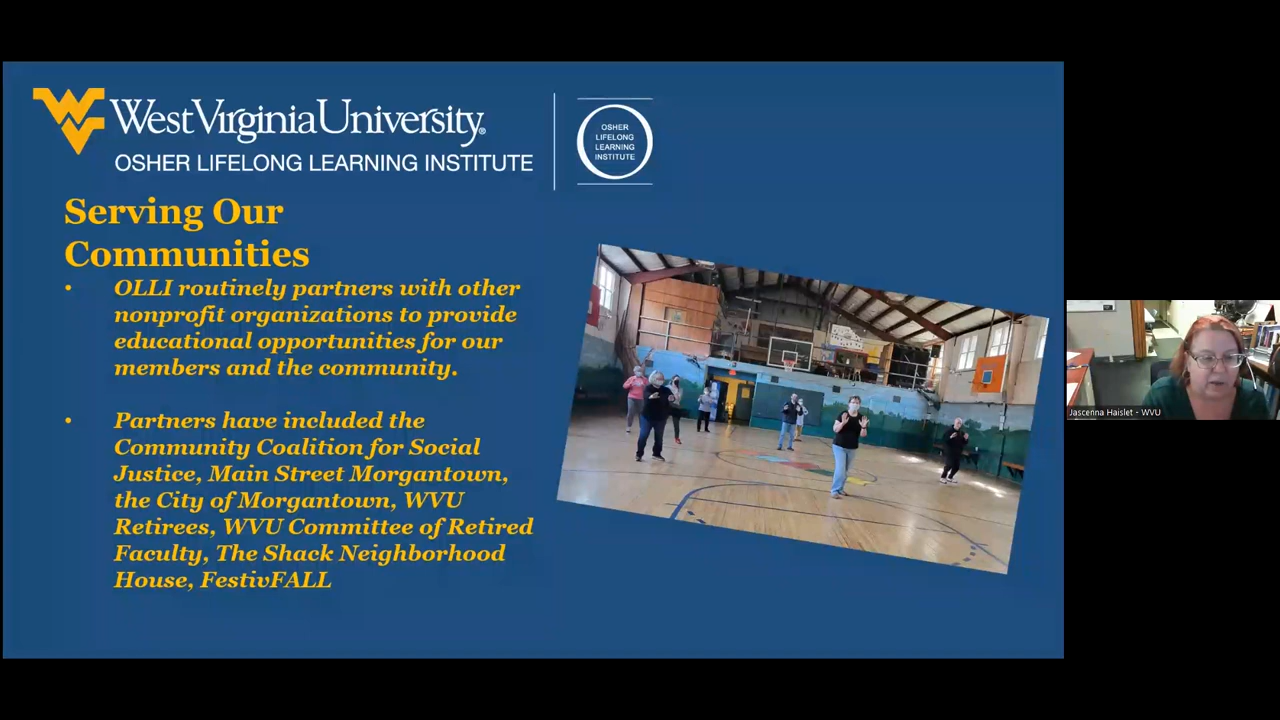 WestVirginiaUniversity®
OSHER LIFELONG LEARNING INSTITUTE
OSHER
LIFELONG
LEARNING
INSTITUTE
Serving Our
Communities
• OLLI routinely partners with other
nonprofit organizations to provide
educational opportunities for our
members and the community.
• Partners have included the
Community Coalition for Social
Justice, Main Street Morgantown,
the City of Morgantown, WVU
Retirees, WVU Committee of Retired
Faculty, The Shack Neighborhood
House, FestivFALL
Jascenna Haislet - WVU